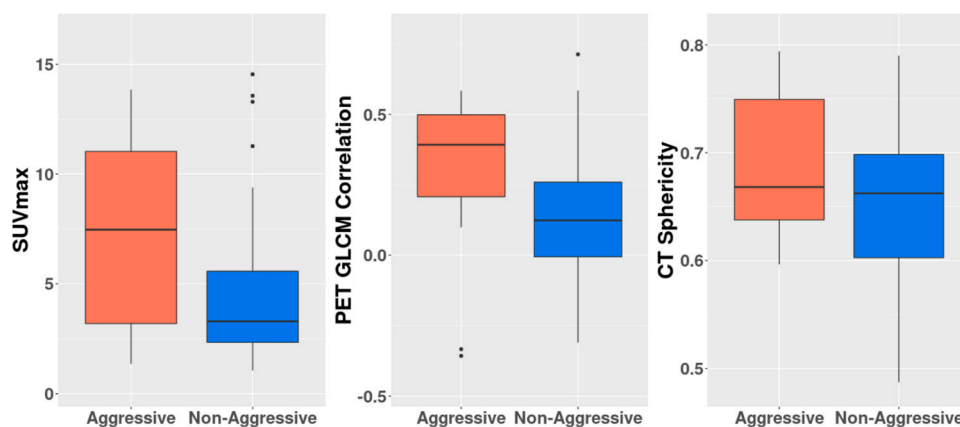 SUVmax
15
10
5
0
Aggressive Non-Aggressive
PET GLCM Correlation
0.5
0.0
-0.5
Aggressive Non-Aggressive
CT Sphericity
0.8
0.7
0.6
0.5
Aggressive Non-Aggressive